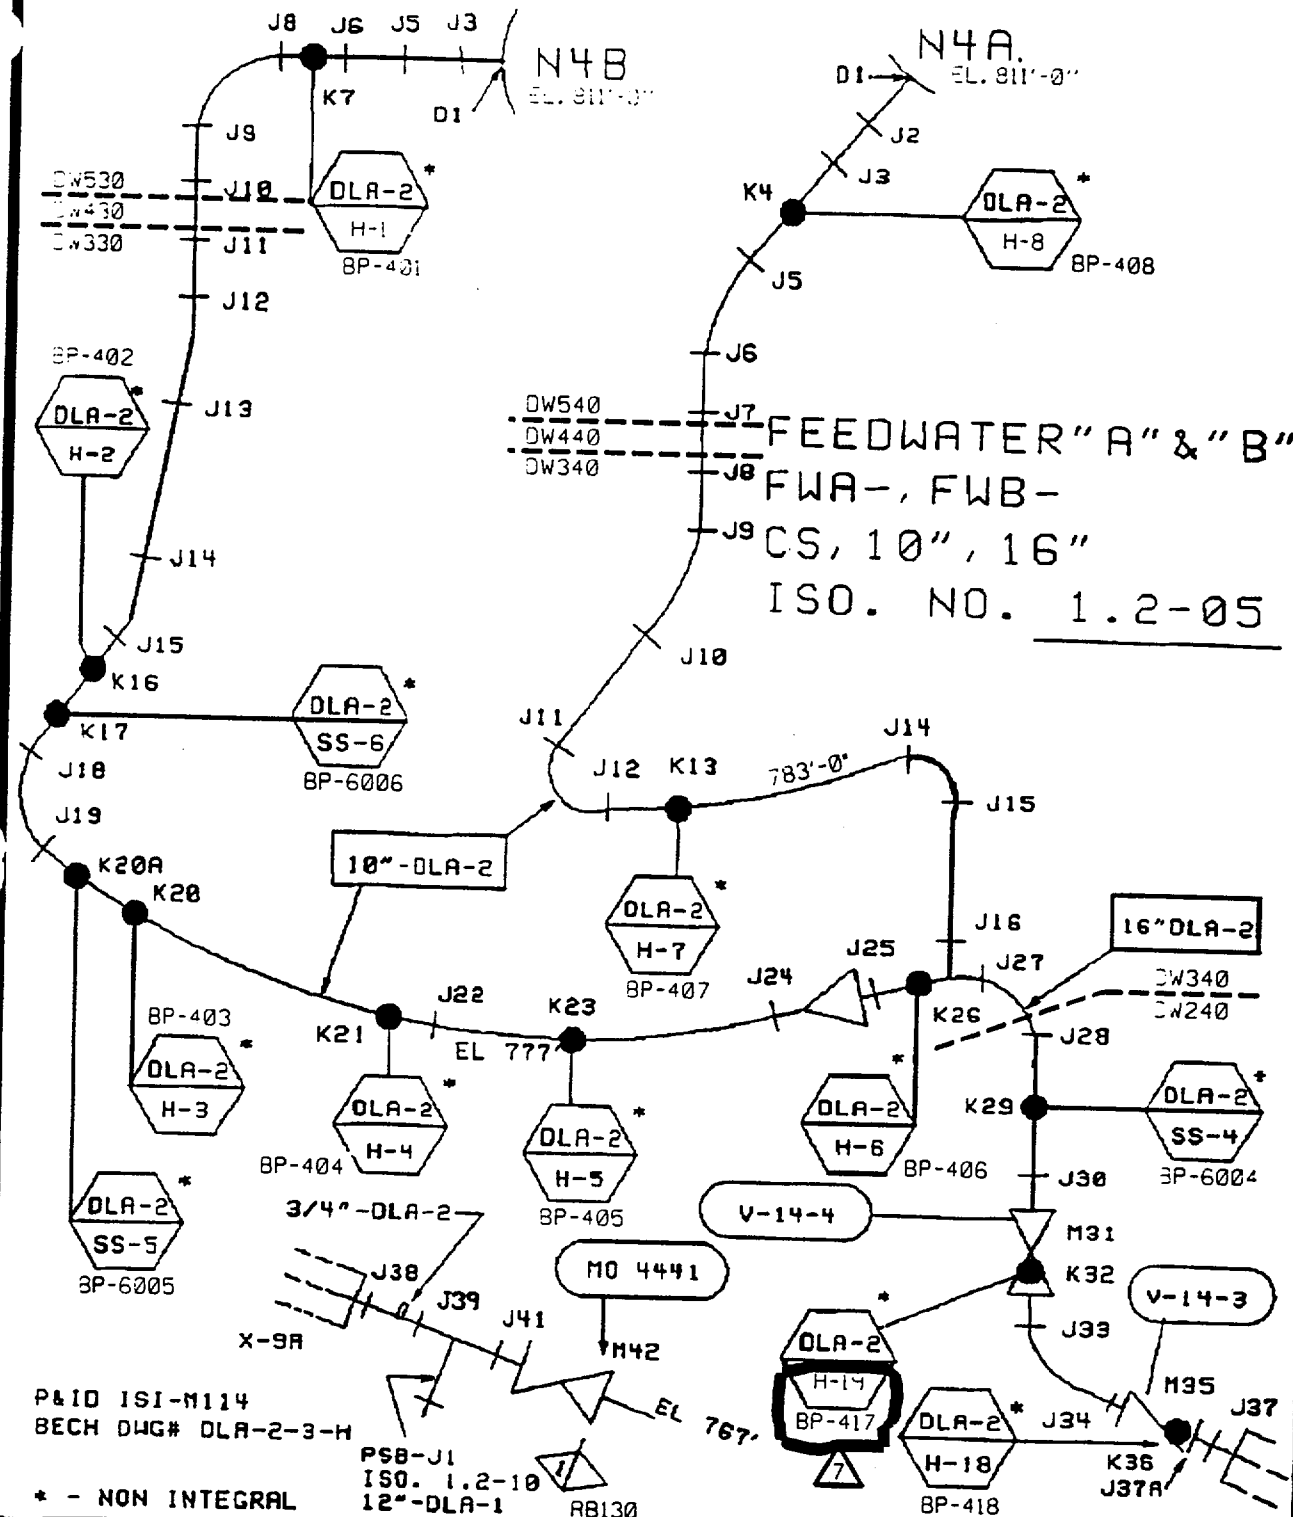 J8
J6
J5
J3
N4B
EL. 811'-0"
D1
K7
J9
DW530
J10
DW430
DW330
J11
DLA-2
*
H-1
BP-401
J12
BP-402
DLA-2
*
H-2
J13
J14
J15
K16
K17
DLA-2
*
SS-6
BP-6006
J18
J19
K20A
K20
N4A.
EL. 811'-0"
D1
J2
J3
K4
DLA-2
*
H-8
BP-408
J5
J6
DW540
J7
DW440
DW340
J8
J9
FEEDWATER "A" & "B"
FWA-, FWB-
CS, 10", 16"
ISO. NO. 1.2-05
J10
J11
J12
K13
783'-0"
J14
J15
10"-DLA-2
DLA-2
*
H-7
BP-407
J16
16"DLA-2
J25
J27
J24
DW340
DW240
K26
J28
BP-403
DLA-2
*
H-3
K21
J22
EL 777'
K23
DLA-2
*
H-4
BP-404
DLA-2
*
H-5
BP-405
DLA-2
*
H-6
BP-406
K29
DLA-2
*
SS-4
BP-6004
J30
DLA-2
*
SS-5
BP-6005
3/4"-DLA-2
V-14-4
M31
K32
MO 4441
V-14-3
J33
J38
J39
J41
M42
X-9A
DLA-2
*
H-19
BP-417
7
EL 767'
M35
J34
J37
DLA-2
*
H-18
BP-418
K36
J37A
P&ID ISI-M114
BECH DWG# DLA-2-3-H
PSB-J1
ISO. 1.2-10
12"-DLA-1
1
RB130
* - NON INTEGRAL